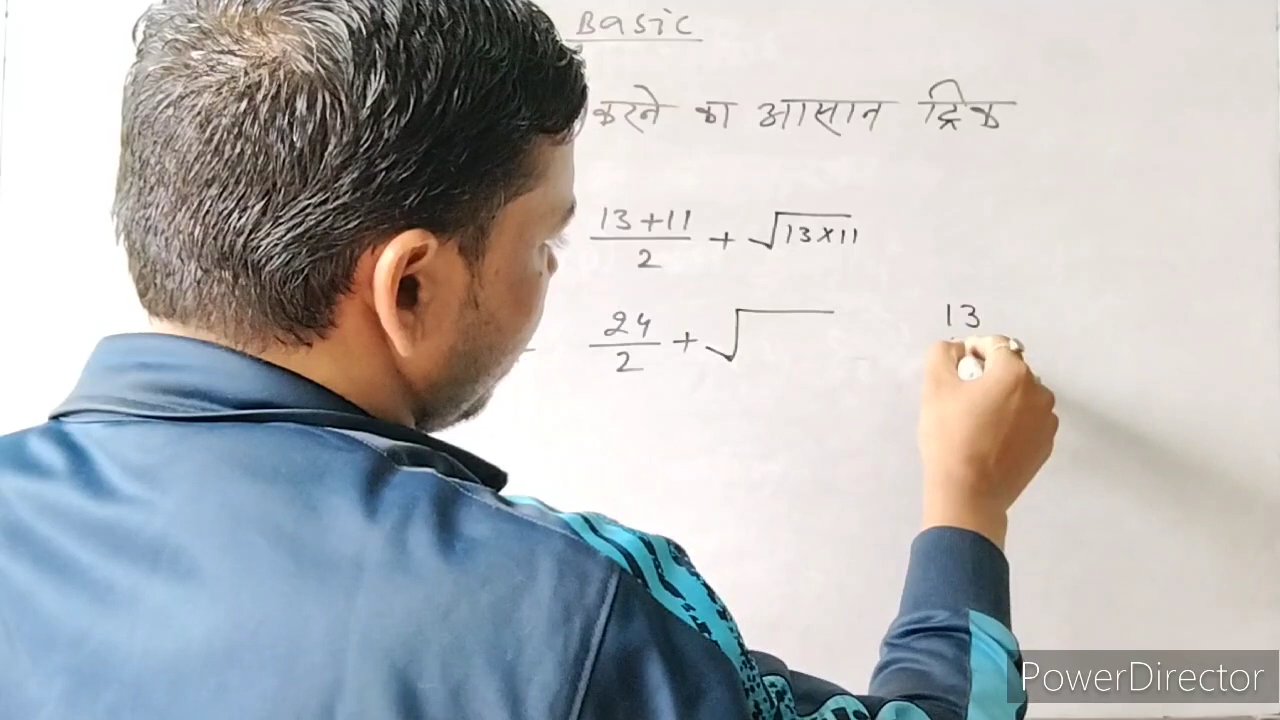 Basic
करने का आसान ट्रिक
13+11/2 + √13×11
24/2 + √
13
PowerDirector